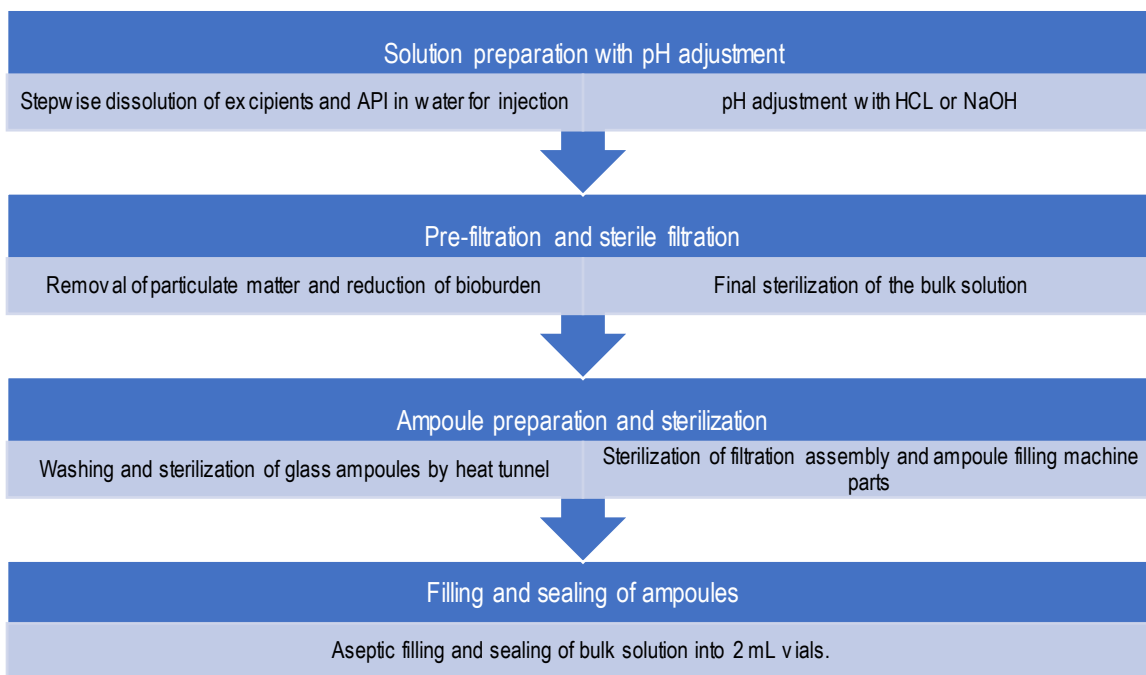 Solution preparation with pH adjustment
Stepwise dissolution of excipients and API in water for injection
pH adjustment with HCL or NaOH
Pre-filtration and sterile filtration
Removal of particulate matter and reduction of bioburden
Final sterilization of the bulk solution
Ampoule preparation and sterilization
Washing and sterilization of glass ampoules by heat tunnel
Sterilization of filtration assembly and ampoule filling machine
parts
Filling and sealing of ampoules
Aseptic filling and sealing of bulk solution into 2 mL vials.